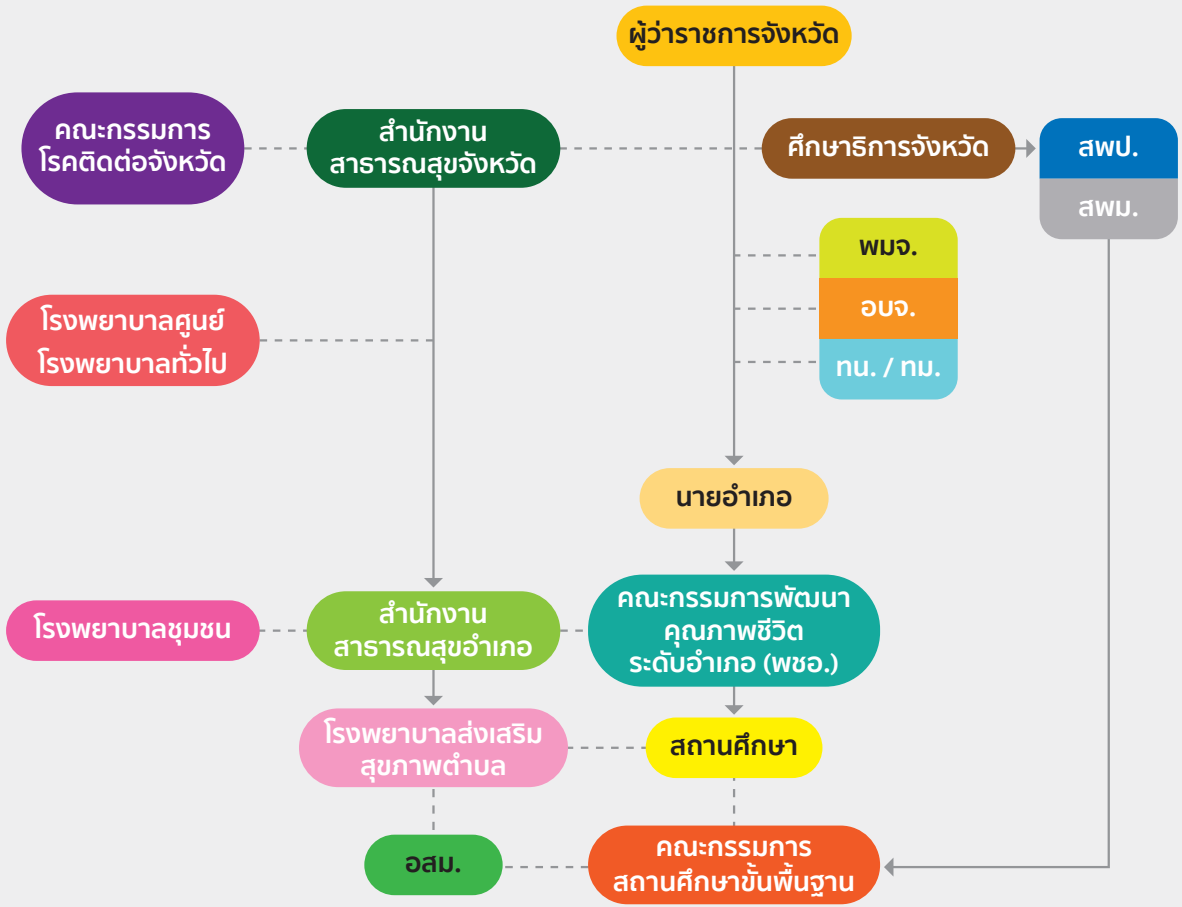 ผู้ว่าราชการจังหวัด
คณะกรรมการ
โรคติดต่อจังหวัด
สำนักงาน
สาธารณสุขจังหวัด
ศึกษาธิการจังหวัด
สพป.
สพม.
พมจ.
อบจ.
ทน. / ทม.
โรงพยาบาลศูนย์
โรงพยาบาลทั่วไป
นายอำเภอ
โรงพยาบาลชุมชน
สำนักงาน
สาธารณสุขอำเภอ
คณะกรรมการพัฒนา
คุณภาพชีวิต
ระดับอำเภอ (พชอ.)
โรงพยาบาลส่งเสริม
สุขภาพตำบล
สถานศึกษา
อสม.
คณะกรรมการ
สถานศึกษาขั้นพื้นฐาน